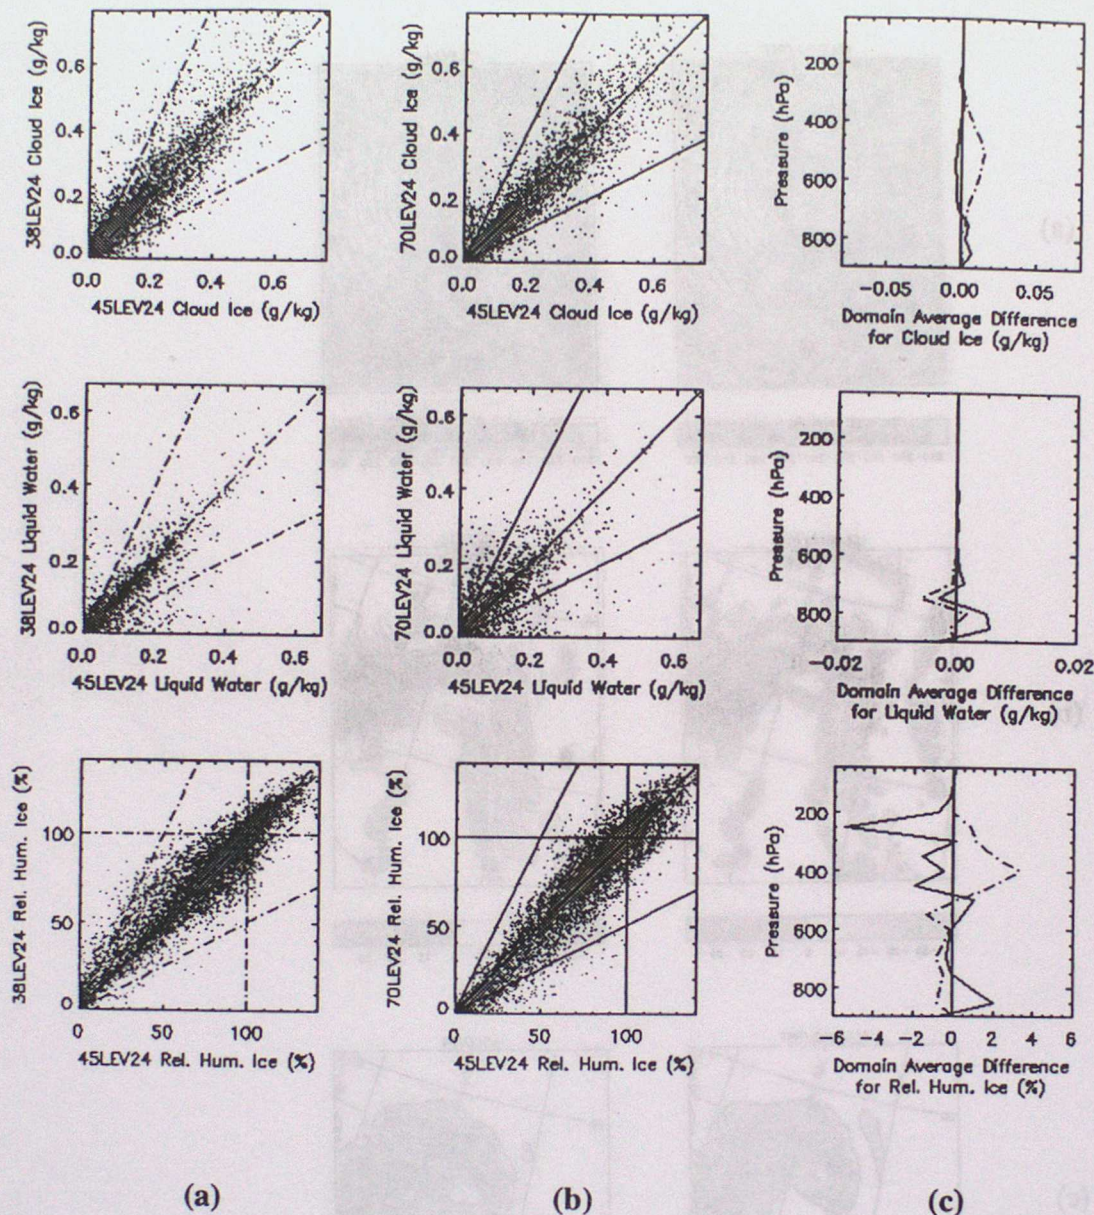 38LEV24 Cloud Ice (g/kg)
0.6
0.4
0.2
0.0
0.0 0.2 0.4 0.6
45LEV24 Cloud Ice (g/kg)
70LEV24 Cloud Ice (g/kg)
0.6
0.4
0.2
0.0
0.0 0.2 0.4 0.6
45LEV24 Cloud Ice (g/kg)
Pressure (hPa)
200
400
600
800
-0.05 0.00 0.05
Domain Average Difference
for Cloud Ice (g/kg)
38LEV24 Liquid Water (g/kg)
0.6
0.4
0.2
0.0
0.0 0.2 0.4 0.6
45LEV24 Liquid Water (g/kg)
70LEV24 Liquid Water (g/kg)
0.6
0.4
0.2
0.0
0.0 0.2 0.4 0.6
45LEV24 Liquid Water (g/kg)
Pressure (hPa)
200
400
600
800
-0.02 0.00 0.02
Domain Average Difference
for Liquid Water (g/kg)
38LEV24 Rel. Hum. Ice (%)
100
50
0
0 50 100
45LEV24 Rel. Hum. Ice (%)
70LEV24 Rel. Hum. Ice (%)
100
50
0
0 50 100
45LEV24 Rel. Hum. Ice (%)
Pressure (hPa)
200
400
600
800
-6 -4 -2 0 2 4 6
Domain Average Difference
for Rel. Hum. Ice (%)
(a) (b) (c)